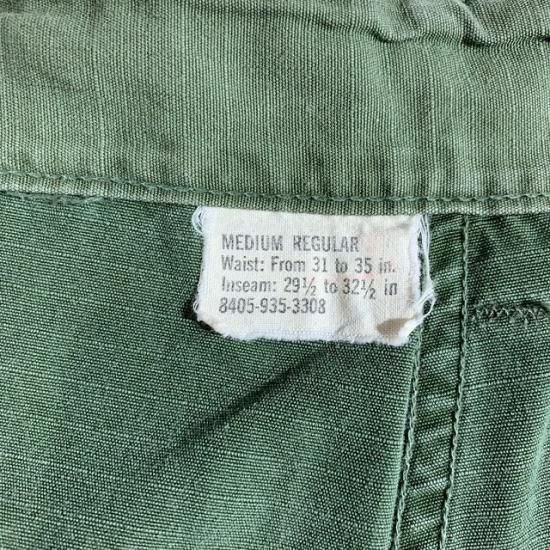 MEDIUM REGULAR
Waist: From 31 to 35 in.
Inseam: 29½ to 32½ in
8405-935-3308